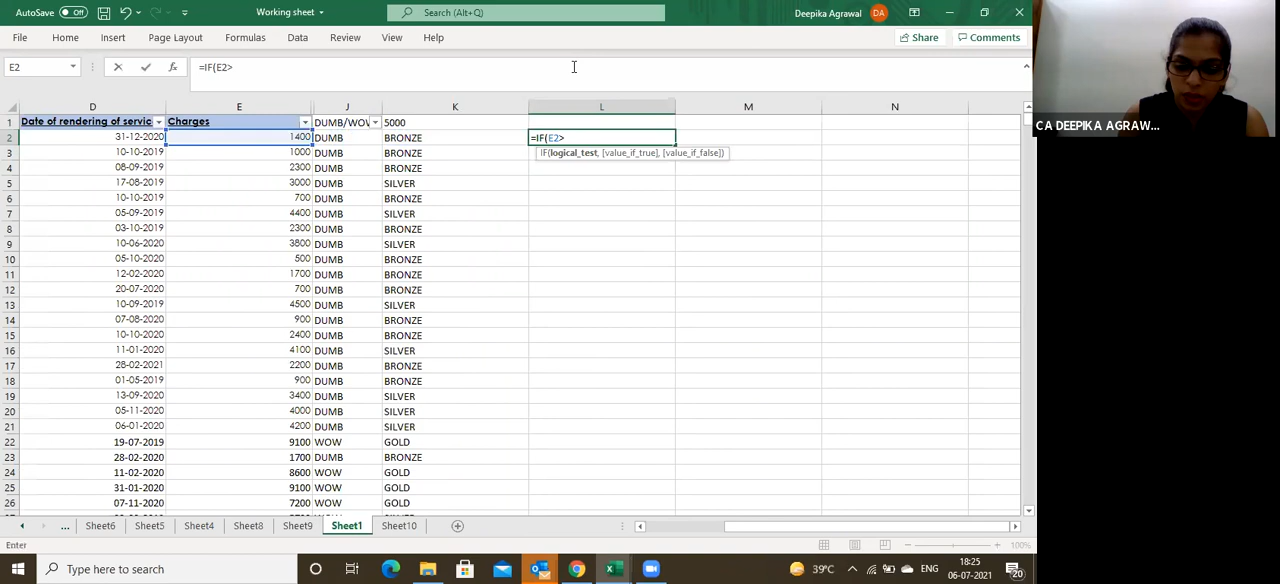 AutoSave Off Working sheet Search (Alt+Q) Deepika Agrawal DA
File Home Insert Page Layout Formulas Data Review View Help Share Comments
E2 fx =IF(E2>
D E J K L M N
1 Date of rendering of servic Charges DUMB/WOW 5000
2 31-12-2020 1400 DUMB BRONZE =IF(E2>
3 10-10-2019 1000 DUMB BRONZE IF(logical_test, [value_if_true], [value_if_false])
4 08-09-2019 2300 DUMB BRONZE
5 17-08-2019 3000 DUMB SILVER
6 10-10-2019 700 DUMB BRONZE
7 05-09-2019 4400 DUMB SILVER
8 03-10-2019 2300 DUMB BRONZE
9 10-06-2020 3800 DUMB SILVER
10 05-10-2020 500 DUMB BRONZE
11 12-02-2020 1700 DUMB BRONZE
12 20-07-2020 700 DUMB BRONZE
13 10-09-2019 4500 DUMB SILVER
14 07-08-2020 900 DUMB BRONZE
15 10-10-2020 2400 DUMB BRONZE
16 11-01-2020 4100 DUMB SILVER
17 28-02-2021 2200 DUMB BRONZE
18 01-05-2019 900 DUMB BRONZE
19 13-09-2020 3400 DUMB SILVER
20 05-11-2020 4000 DUMB SILVER
21 06-01-2020 4200 DUMB SILVER
22 19-07-2019 9100 WOW GOLD
23 28-02-2020 1700 DUMB BRONZE
24 11-02-2020 8600 WOW GOLD
25 31-01-2020 9100 WOW GOLD
26 07-11-2020 7200 WOW GOLD
... Sheet6 Sheet5 Sheet4 Sheet8 Sheet9 Sheet1 Sheet10
Enter 100%
Type here to search 39°C ENG 18:25
06-07-2021 20
CA DEEPIKA AGRAW...